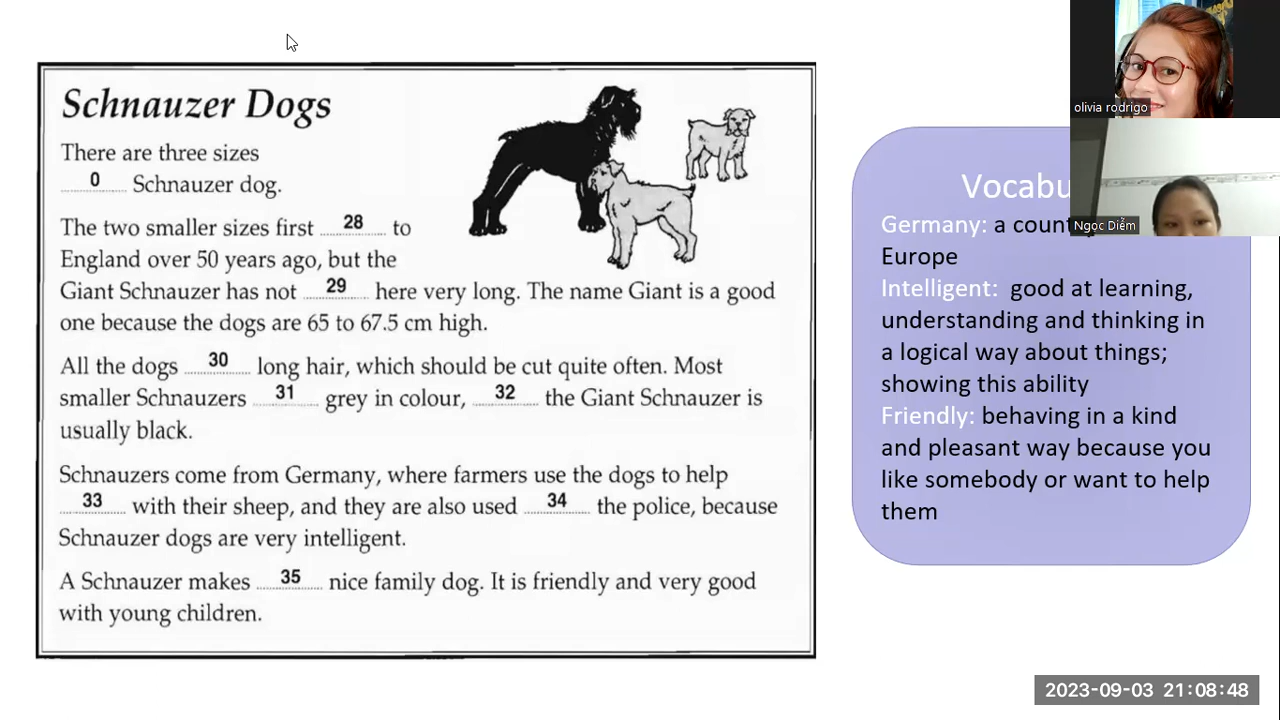 Schnauzer Dogs
There are three sizes
0 Schnauzer dog.
The two smaller sizes first 28 to
England over 50 years ago, but the
Giant Schnauzer has not 29 here very long. The name Giant is a good
one because the dogs are 65 to 67.5 cm high.
All the dogs 30 long hair, which should be cut quite often. Most
smaller Schnauzers 31 grey in colour, 32 the Giant Schnauzer is
usually black.
Schnauzers come from Germany, where farmers use the dogs to help
33 with their sheep, and they are also used 34 the police, because
Schnauzer dogs are very intelligent.
A Schnauzer makes 35 nice family dog. It is friendly and very good
with young children.
Vocabu
Germany: a count
Europe
Intelligent: good at learning,
understanding and thinking in
a logical way about things;
showing this ability
Friendly: behaving in a kind
and pleasant way because you
like somebody or want to help
them
olivia rodrigo
Ngọc Diễm
2023-09-03 21:08:48